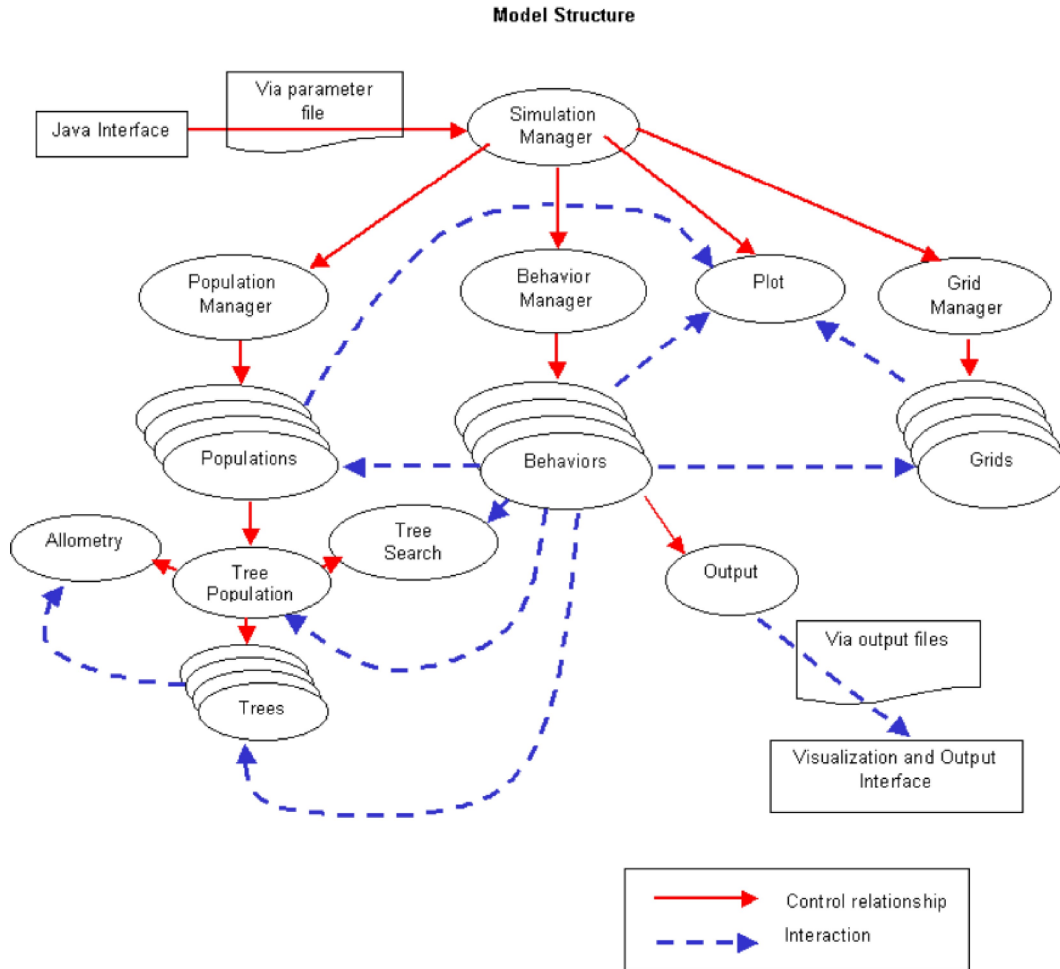 Model Structure
Via parameter
file
Java Interface
Simulation
Manager
Population
Manager
Behavior
Manager
Plot
Grid
Manager
Populations
Behaviors
Grids
Allometry
Tree
Search
Tree
Population
Output
Trees
Via output files
Visualization and Output
Interface
Control relationship
Interaction